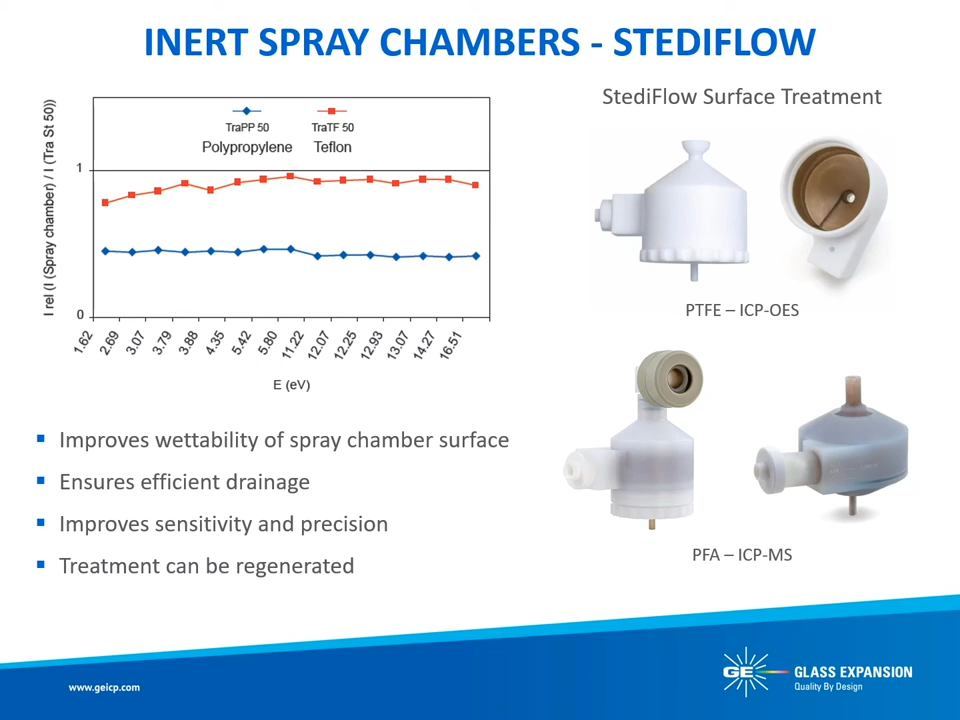 INERT SPRAY CHAMBERS - STEDIFLOW
I rel (I (Spray chamber) / I (Tra St 50))
1
0
TraPP 50
TraTF 50
Polypropylene
Teflon
1.62
2.69
3.07
3.79
3.88
4.35
5.42
5.80
11.22
12.07
12.25
12.93
13.07
14.27
16.51
E (eV)
StediFlow Surface Treatment
PTFE – ICP-OES
PFA – ICP-MS
Improves wettability of spray chamber surface
Ensures efficient drainage
Improves sensitivity and precision
Treatment can be regenerated
www.geicp.com
GE
GLASS EXPANSION
Quality By Design